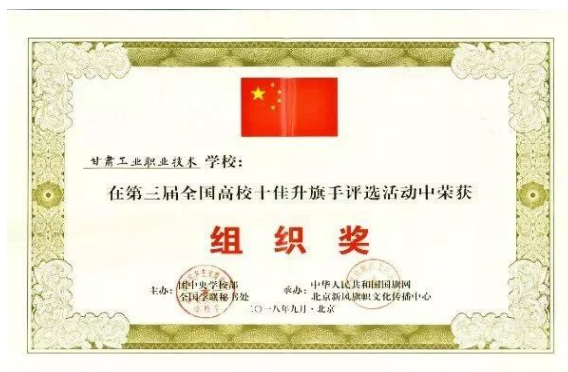 甘肃工业职业技术 学校:
在第三届全国高校十佳升旗手评选活动中荣获
组织奖
主办: 团中央学校部 承办: 中华人民共和国国旗网
全国学联秘书处 北京新风旗帜文化传播中心
二〇一八年九月·北京